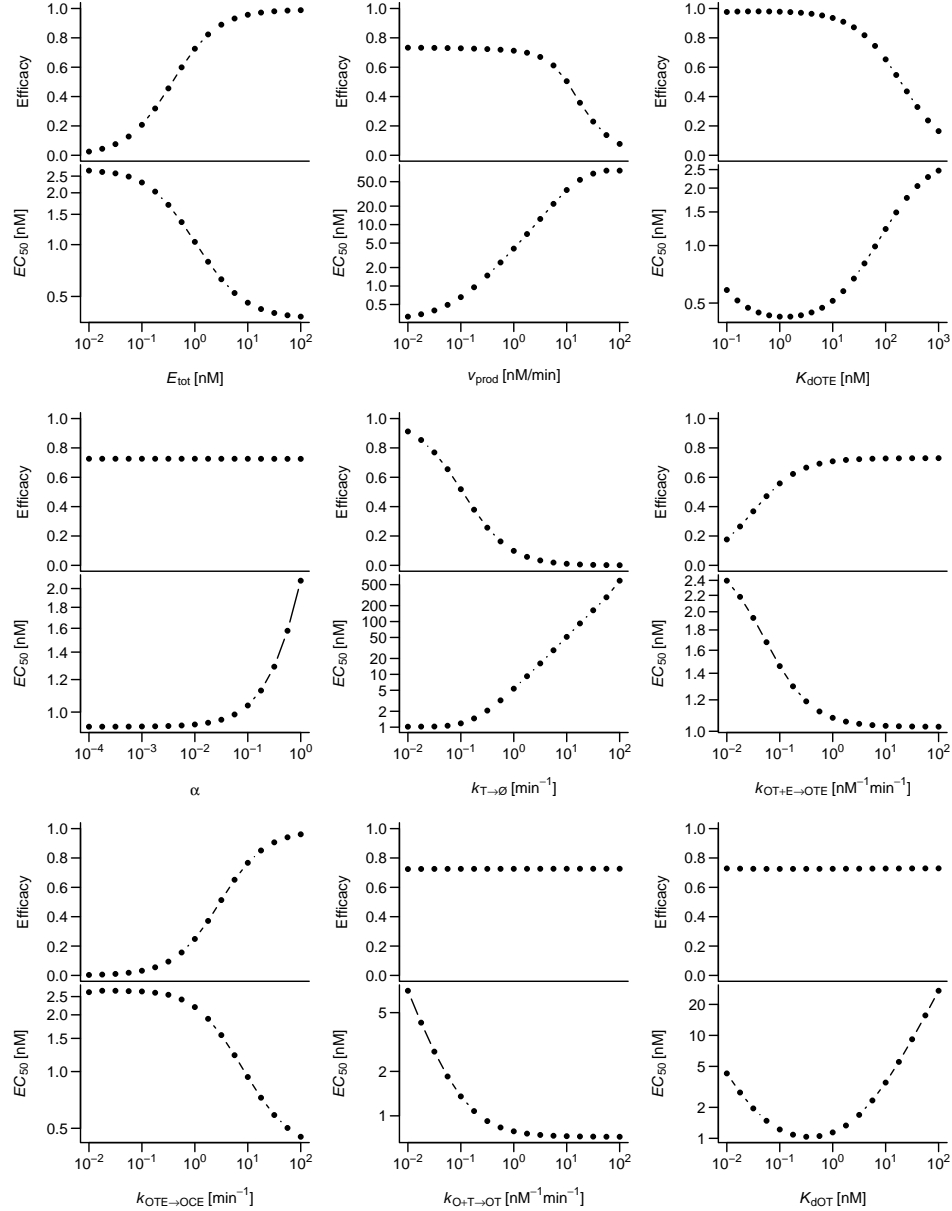 Efficacy
1.0
0.8
0.6
0.4
0.2
0.0
EC50 [nM]
2.5
2.0
1.5
1.0
0.5
10−2 10−1 100 101 102
Etot [nM]
Efficacy
1.0
0.8
0.6
0.4
0.2
0.0
EC50 [nM]
50.0
20.0
10.0
5.0
2.0
1.0
0.5
10−2 10−1 100 101 102
vprod [nM/min]
Efficacy
1.0
0.8
0.6
0.4
0.2
0.0
EC50 [nM]
2.5
2.0
1.5
1.0
0.5
10−1 100 101 102 103
KdOTE [nM]
Efficacy
1.0
0.8
0.6
0.4
0.2
0.0
EC50 [nM]
2.0
1.8
1.6
1.4
1.2
1.0
10−4 10−3 10−2 10−1 100
α
Efficacy
1.0
0.8
0.6
0.4
0.2
0.0
EC50 [nM]
500
200
100
50
20
10
5
2
1
10−2 10−1 100 101 102
kT→Ø [min−1]
Efficacy
1.0
0.8
0.6
0.4
0.2
0.0
EC50 [nM]
2.4
2.0
1.8
1.6
1.4
1.2
1.0
10−2 10−1 100 101 102
kOT+E→OTE [nM−1min−1]
Efficacy
1.0
0.8
0.6
0.4
0.2
0.0
EC50 [nM]
2.5
2.0
1.5
1.0
0.5
10−2 10−1 100 101 102
kOTE→OCE [min−1]
Efficacy
1.0
0.8
0.6
0.4
0.2
0.0
EC50 [nM]
5
2
1
10−2 10−1 100 101 102
kO+T→OT [nM−1min−1]
Efficacy
1.0
0.8
0.6
0.4
0.2
0.0
EC50 [nM]
20
10
5
2
1
10−2 10−1 100 101 102
KdOT [nM]